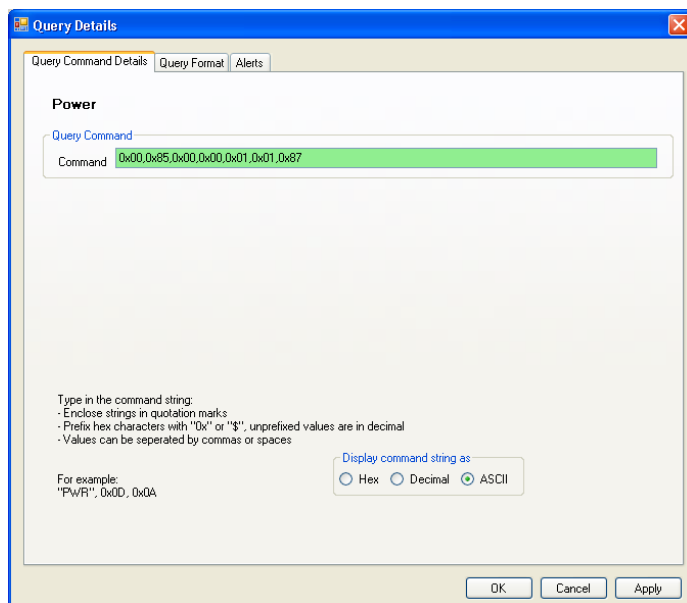 Query Details
Query Command Details Query Format Alerts
Power
Query Command
Command 0x00,0x85,0x00,0x00,0x01,0x01,0x87
Type in the command string:
- Enclose strings in quotation marks
- Prefix hex characters with "0x" or "$", unprefixed values are in decimal
- Values can be seperated by commas or spaces
Display command string as
Hex Decimal ASCII
For example:
"PWR", 0x0D, 0x0A
OK Cancel Apply